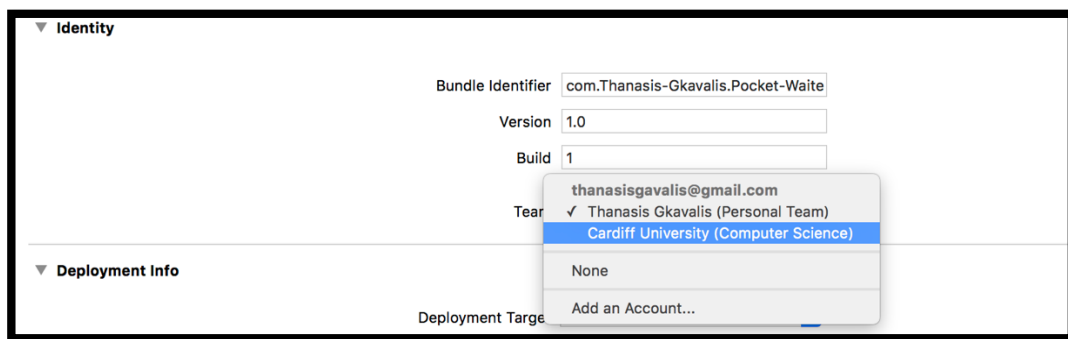 Identity
Bundle Identifier com.Thanasis-Gkavalis.Pocket-Waite
Version 1.0
Build 1
thanasisgavalis@gmail.com
Tear ✓ Thanasis Gkavalis (Personal Team)
Cardiff University (Computer Science)
Deployment Info
None
Add an Account...
Deployment Targe